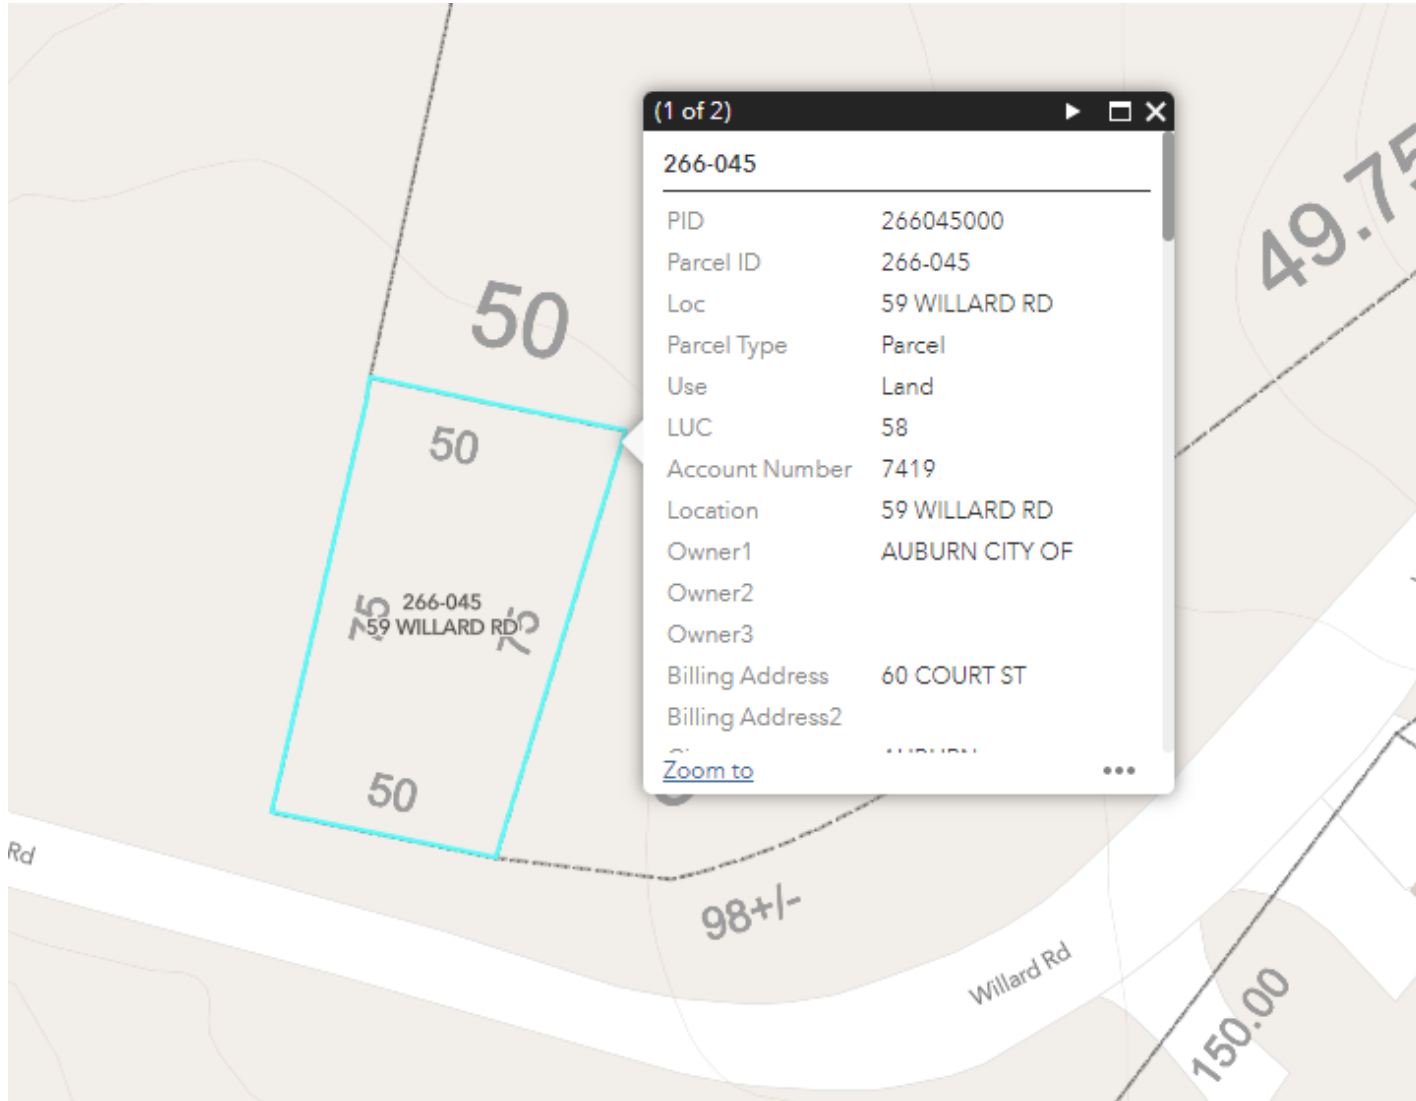 (1 of 2)
266-045
PID 266045000
Parcel ID 266-045
Loc 59 WILLARD RD
Parcel Type Parcel
Use Land
LUC 58
Account Number 7419
Location 59 WILLARD RD
Owner1 AUBURN CITY OF
Owner2
Owner3
Billing Address 60 COURT ST
Billing Address2
Zoom to
49.75
50
50
75
266-045
59 WILLARD RD
75
50
Rd
98+/-
Willard Rd
150.00